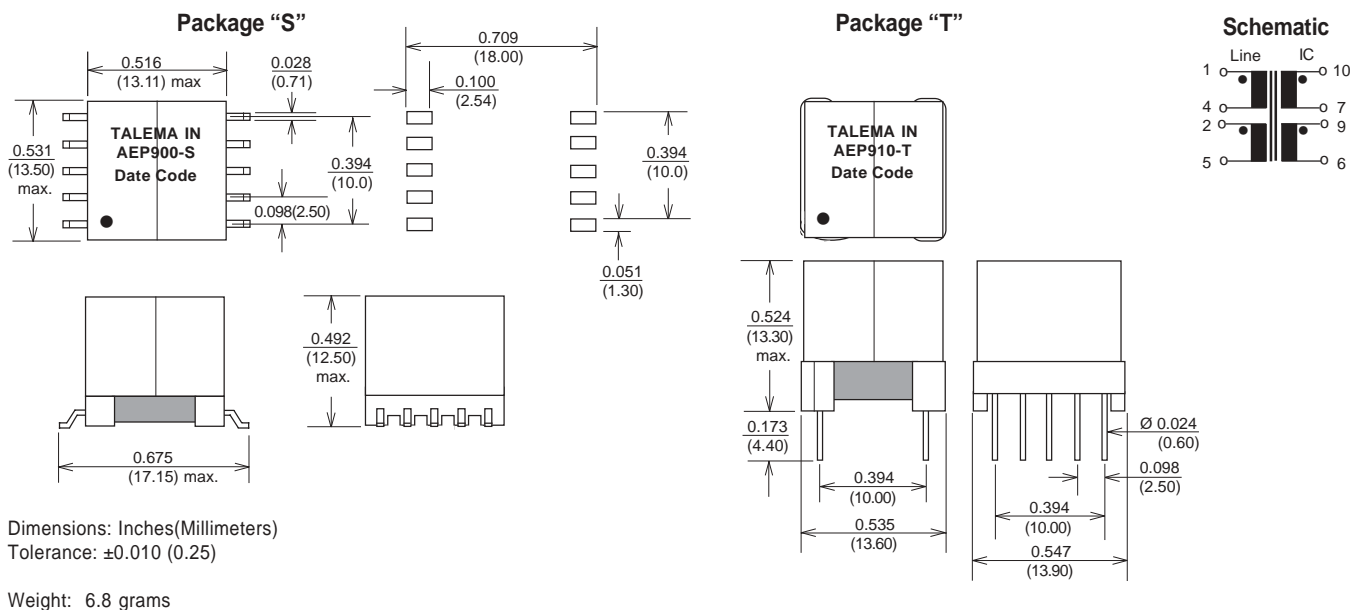 Package “S”
0.516
(13.11) max
0.028
(0.71)
0.709
(18.00)
0.100
(2.54)
0.531
(13.50)
max.
TALEMA IN
AEP900-S
Date Code
0.394
(10.0)
0.098(2.50)
0.394
(10.0)
0.051
(1.30)
0.492
(12.50)
max.
0.675
(17.15) max.
Dimensions: Inches(Millimeters)
Tolerance: ±0.010 (0.25)
Weight: 6.8 grams
Package “T”
TALEMA IN
AEP910-T
Date Code
0.524
(13.30)
max.
0.173
(4.40)
0.394
(10.00)
0.535
(13.60)
Ø 0.024
(0.60)
0.098
(2.50)
0.394
(10.00)
0.547
(13.90)
Schematic
Line IC
1 10
4 7
2 9
5 6